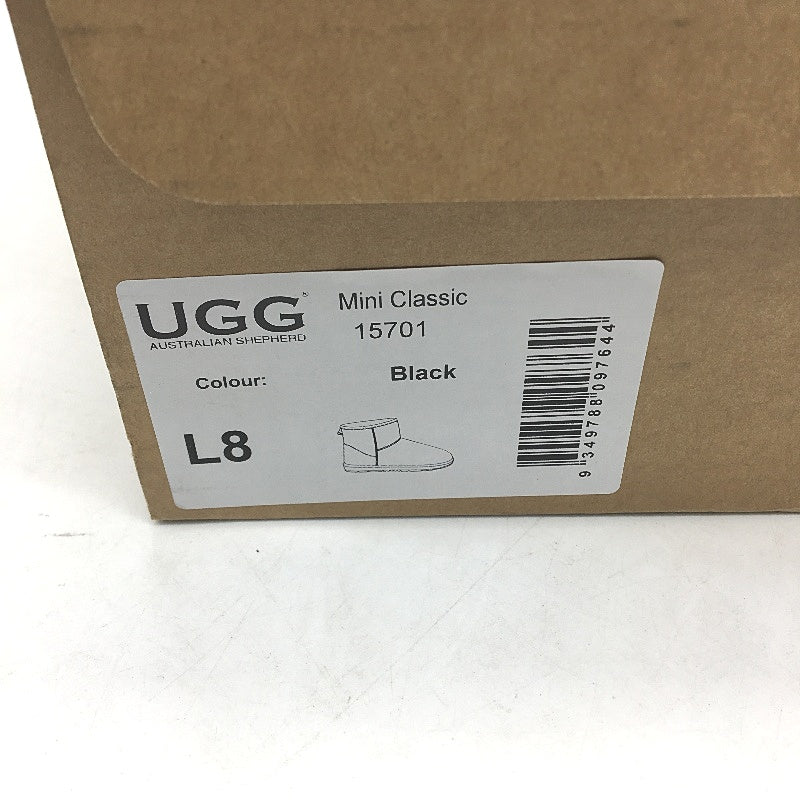 UGG®
AUSTRALIAN SHEPHERD
Mini Classic
15701
Colour:
Black
L8
9 349788 097644